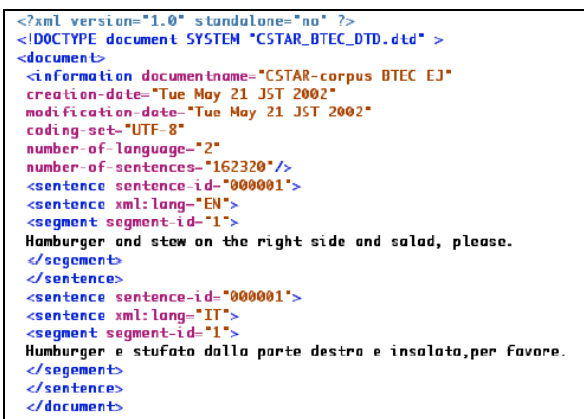 <?xml version="1.0" standalone="no" ?>
<!DOCTYPE document SYSTEM "CSTAR_BTEC_DTD.dtd" >
<document>
<information documentname="CSTAR-corpus BTEC EJ"
creation-date="Tue May 21 JST 2002"
modification-date="Tue May 21 JST 2002"
coding-set="UTF-8"
number-of-language="2"
number-of-sentences="162320"/>
<sentence sentence-id="000001">
<sentence xml:lang="EN">
<segment segment-id="1">
Hamburger and stew on the right side and salad, please.
</segement>
</sentence>
<sentence sentence-id="000001">
<sentence xml:lang="IT">
<segment segment-id="1">
Humburger e stufato dalla parte destra e insalata,per favore.
</segement>
</sentence>
</document>